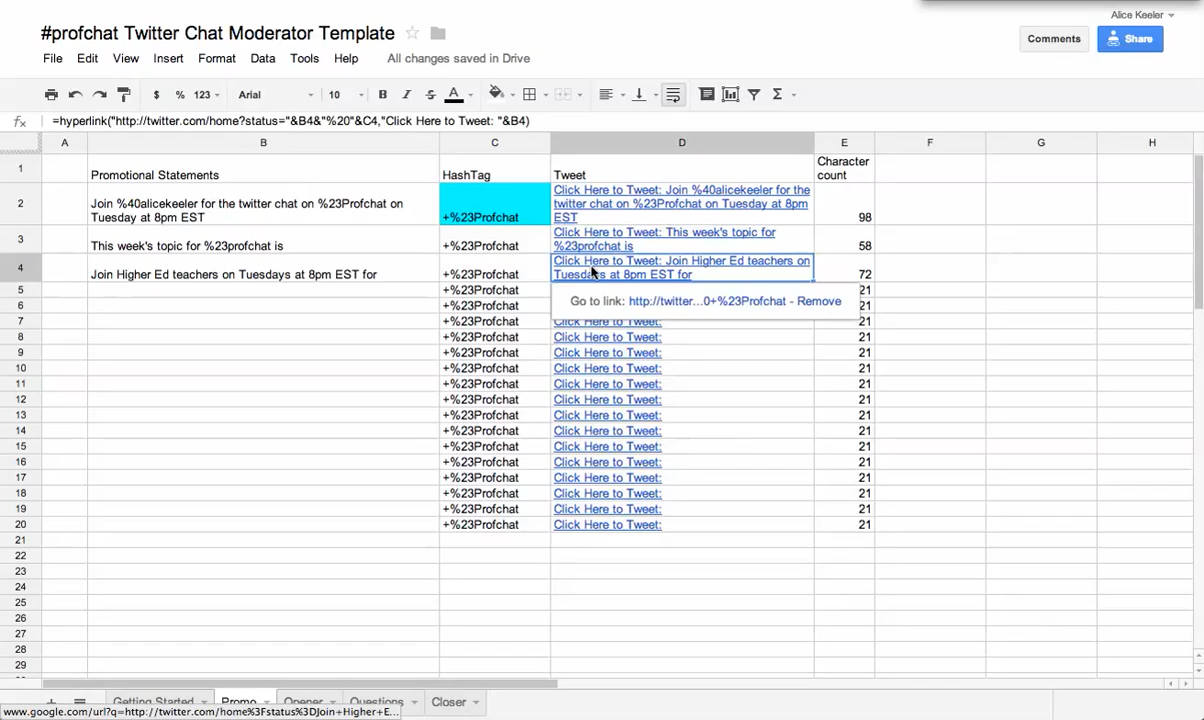 Alice Keeler
#profchat Twitter Chat Moderator Template
Comments
Share
File Edit View Insert Format Data Tools Help All changes saved in Drive
$ % 123 Arial 10 B I S A Σ
fx =hyperlink("http://twitter.com/home?status="&B4&"%20"&C4,"Click Here to Tweet: "&B4)
A B C D E F G H
1 Promotional Statements HashTag Tweet Character
count
2 Join %40alicekeeler for the twitter chat on %23Profchat on
Tuesday at 8pm EST
+%23Profchat
Click Here to Tweet: Join %40alicekeeler for the
twitter chat on %23Profchat on Tuesday at 8pm
EST
98
3 This week's topic for %23profchat is +%23Profchat
Click Here to Tweet: This week's topic for
%23profchat is
58
4 Join Higher Ed teachers on Tuesdays at 8pm EST for +%23Profchat
Click Here to Tweet: Join Higher Ed teachers on
Tuesdays at 8pm EST for
72
5 +%23Profchat 21
Go to link: http://twitter...0+%23Profchat - Remove
6 +%23Profchat 21
7 +%23Profchat Click Here to Tweet: 21
8 +%23Profchat Click Here to Tweet: 21
9 +%23Profchat Click Here to Tweet: 21
10 +%23Profchat Click Here to Tweet: 21
11 +%23Profchat Click Here to Tweet: 21
12 +%23Profchat Click Here to Tweet: 21
13 +%23Profchat Click Here to Tweet: 21
14 +%23Profchat Click Here to Tweet: 21
15 +%23Profchat Click Here to Tweet: 21
16 +%23Profchat Click Here to Tweet: 21
17 +%23Profchat Click Here to Tweet: 21
18 +%23Profchat Click Here to Tweet: 21
19 +%23Profchat Click Here to Tweet: 21
20 +%23Profchat Click Here to Tweet: 21
21
22
23
24
25
26
27
28
29
Getting Started Promo Opener Questions Closer
www.google.com/url?q=http://twitter.com/home%3Fstatus%3DJoin+Higher+E...